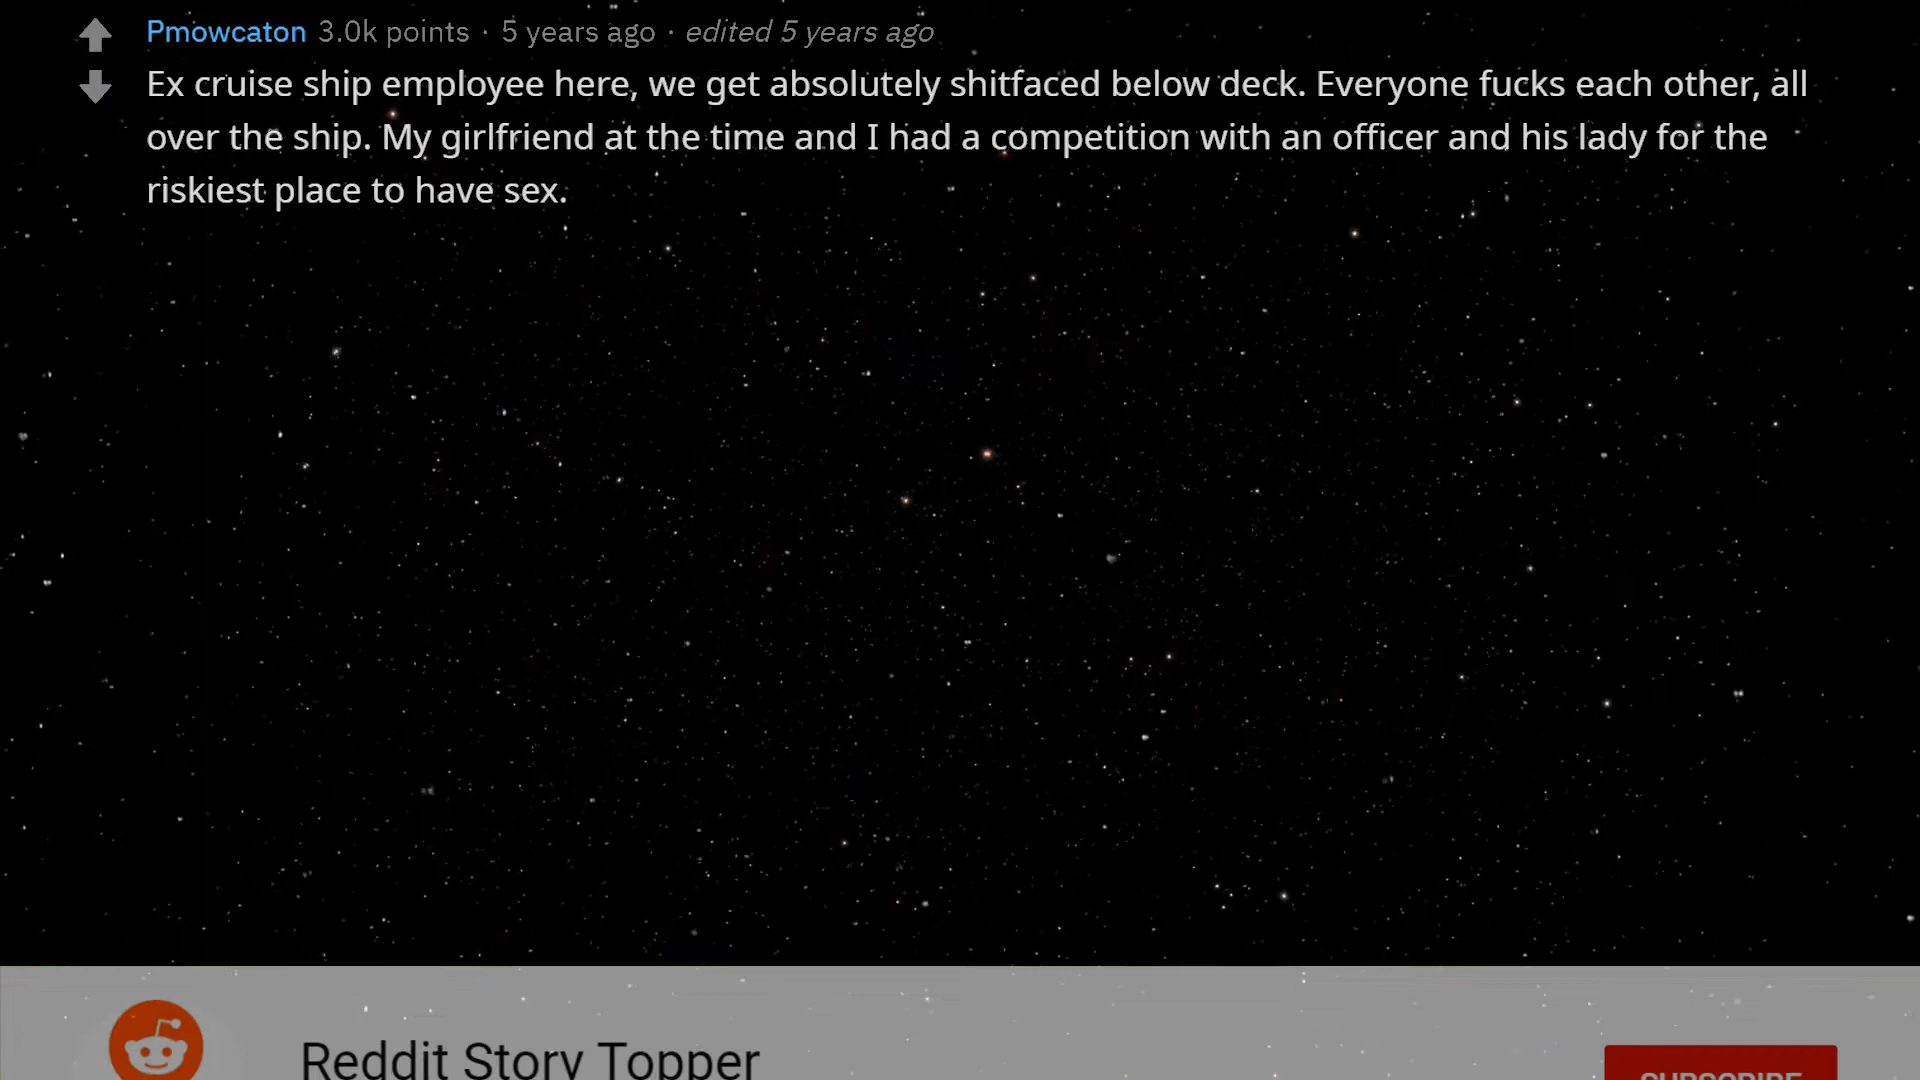 Pmowcaton 3.0k points · 5 years ago · edited 5 years ago
Ex cruise ship employee here, we get absolutely shitfaced below deck. Everyone fucks each other, all
over the ship. My girlfriend at the time and I had a competition with an officer and his lady for the
riskiest place to have sex.
Reddit Story Topper
SUBSCRIBE